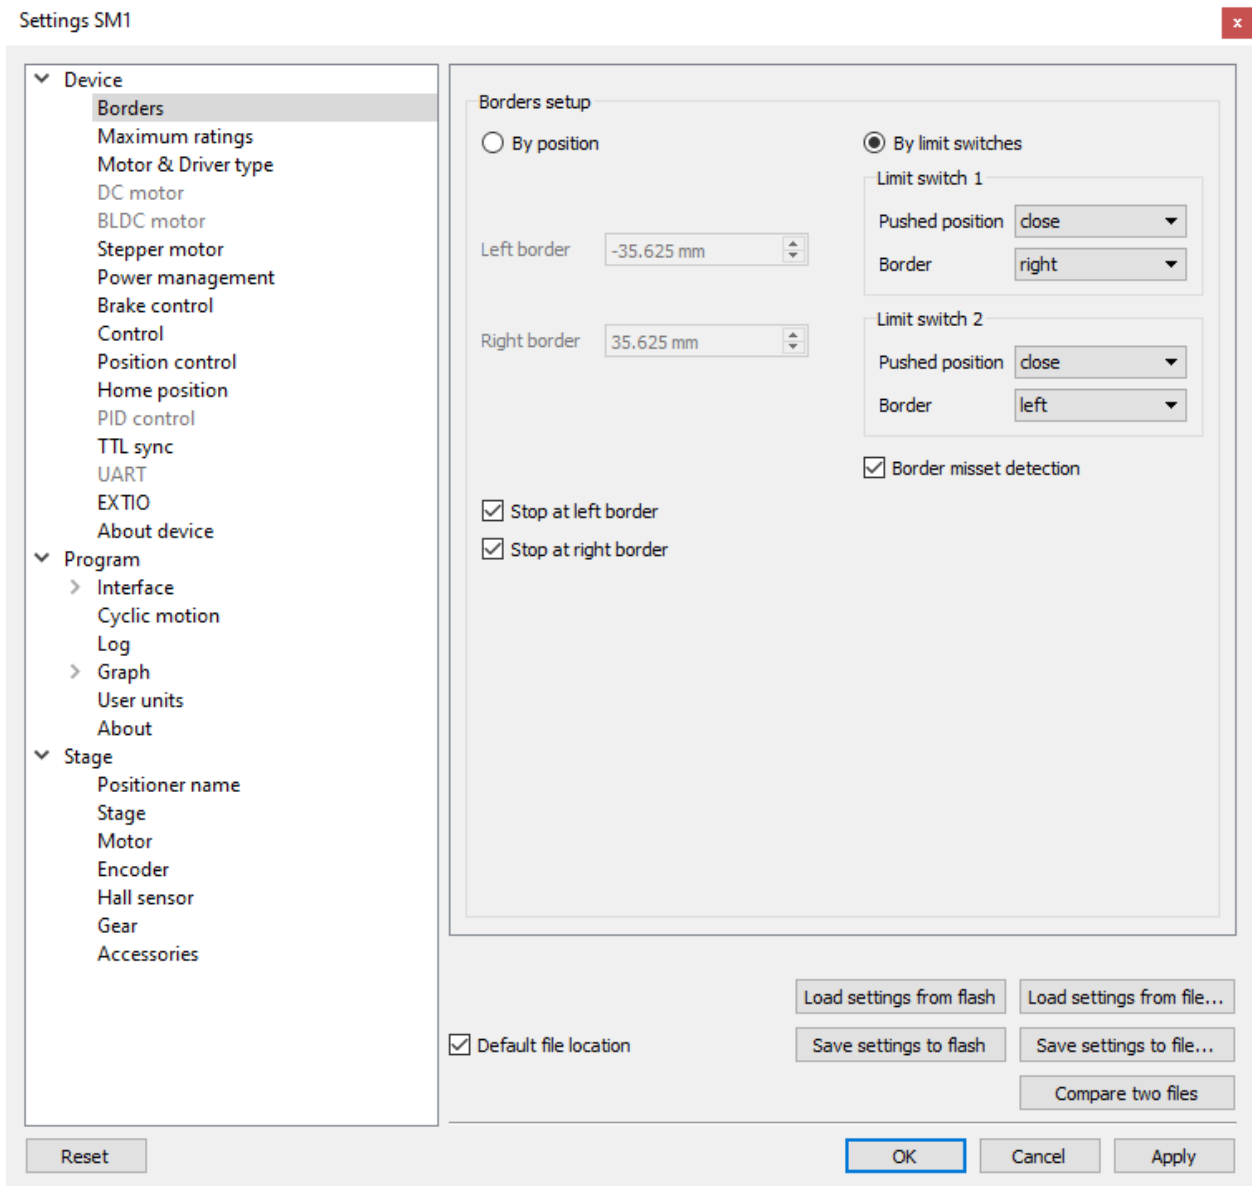 Settings SM1
x
Device
Borders
Maximum ratings
Motor & Driver type
DC motor
BLDC motor
Stepper motor
Power management
Brake control
Control
Position control
Home position
PID control
TTL sync
UART
EXTIO
About device
Program
Interface
Cyclic motion
Log
Graph
User units
About
Stage
Positioner name
Stage
Motor
Encoder
Hall sensor
Gear
Accessories
Borders setup
By position
Left border -35.625 mm
Right border 35.625 mm
By limit switches
Limit switch 1
Pushed position close
Border right
Limit switch 2
Pushed position close
Border left
Border misset detection
Stop at left border
Stop at right border
Load settings from flash Load settings from file...
Default file location Save settings to flash Save settings to file...
Compare two files
Reset OK Cancel Apply